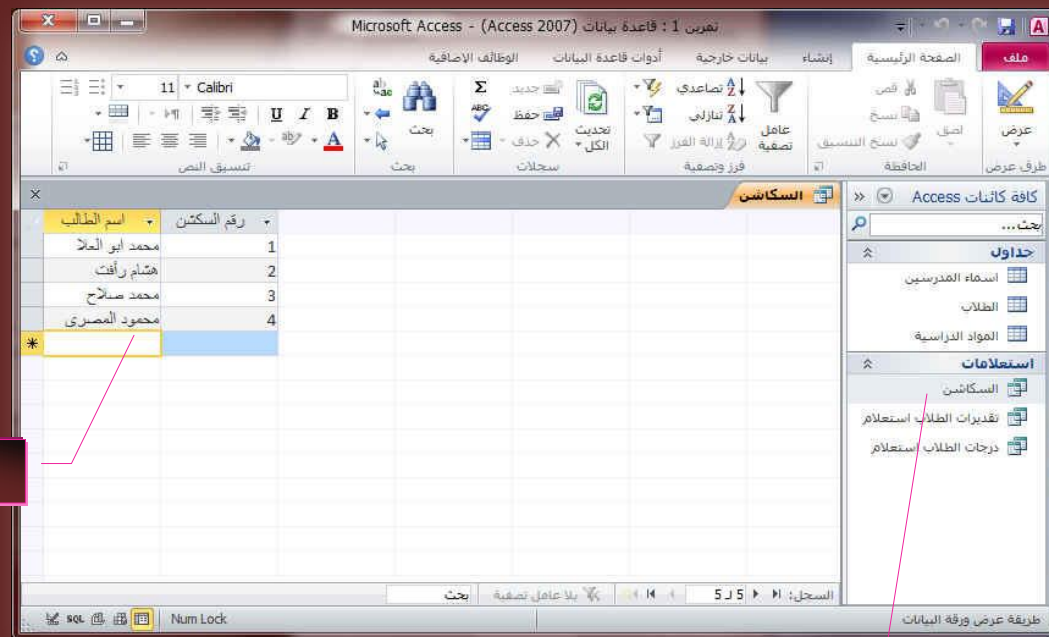 تمرين 1 : قاعدة بيانات (Access 2007) - Microsoft Access
ملف الصفحة الرئيسية إنشاء بيانات خارجية أدوات قاعدة البيانات الوظائف الإضافية
عرض
طرق عرض
لصق
قص
نسخ
نسخ التنسيق
الحافظة
عامل تصفية
تصاعدي
تنازلي
إزالة الفرز
فرز وتصفية
تحديث الكل
جديد
حفظ
حذف
سجلات
بحث
بحث
Calibri 11
B I U
تنسيق النص
كافة كائنات Access
بحث...
جداول
اسماء المدرسين
الطلاب
المواد الدراسية
استعلامات
السكاشن
تقديرات الطلاب استعلام
درجات الطلاب استعلام
السكاشن
رقم السكشن اسم الطالب
1 محمد ابو العلا
2 هشام رأفت
3 محمد صلاح
4 محمود المصرى
السجل: 5 لـ 5 بلا عامل تصفية بحث
طريقة عرض ورقة البيانات Num Lock SQL